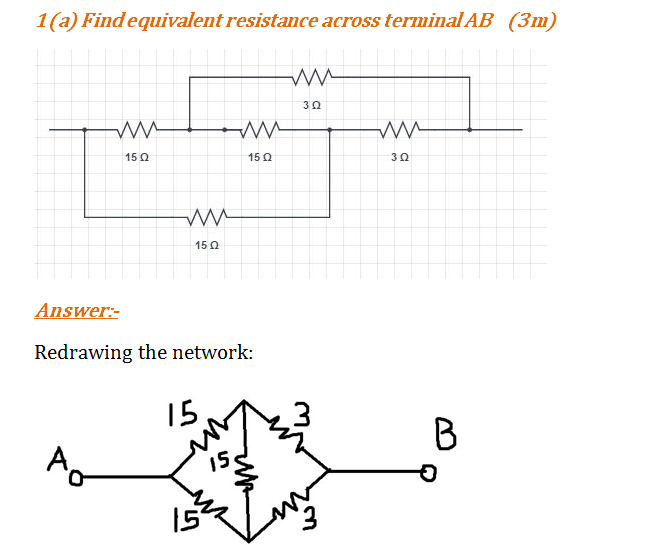 1(a) Find equivalent resistance across terminal AB (3m)
3 Ω
15 Ω 15 Ω 3 Ω
15 Ω
Answer:-
Redrawing the network:
15 3
A 15 B
15 3